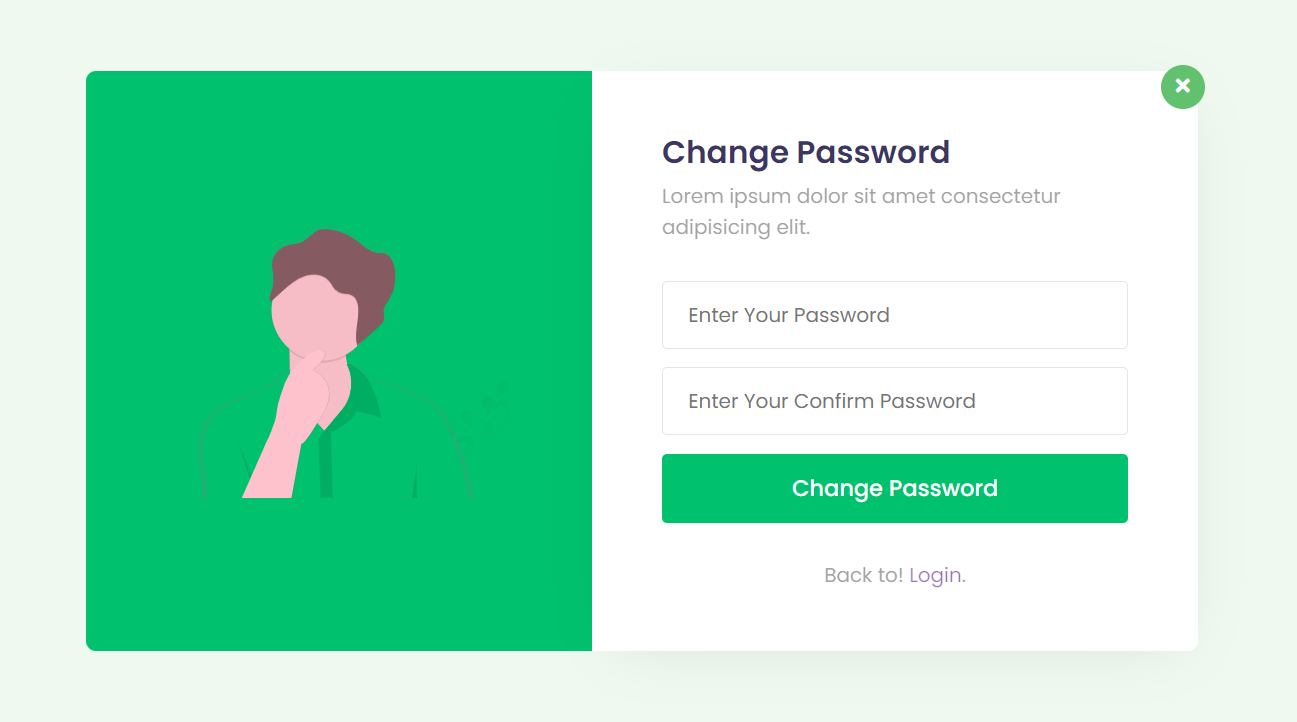 Change Password
Lorem ipsum dolor sit amet consectetur
adipisicing elit.
Enter Your Password
Enter Your Confirm Password
Change Password
Back to! Login.